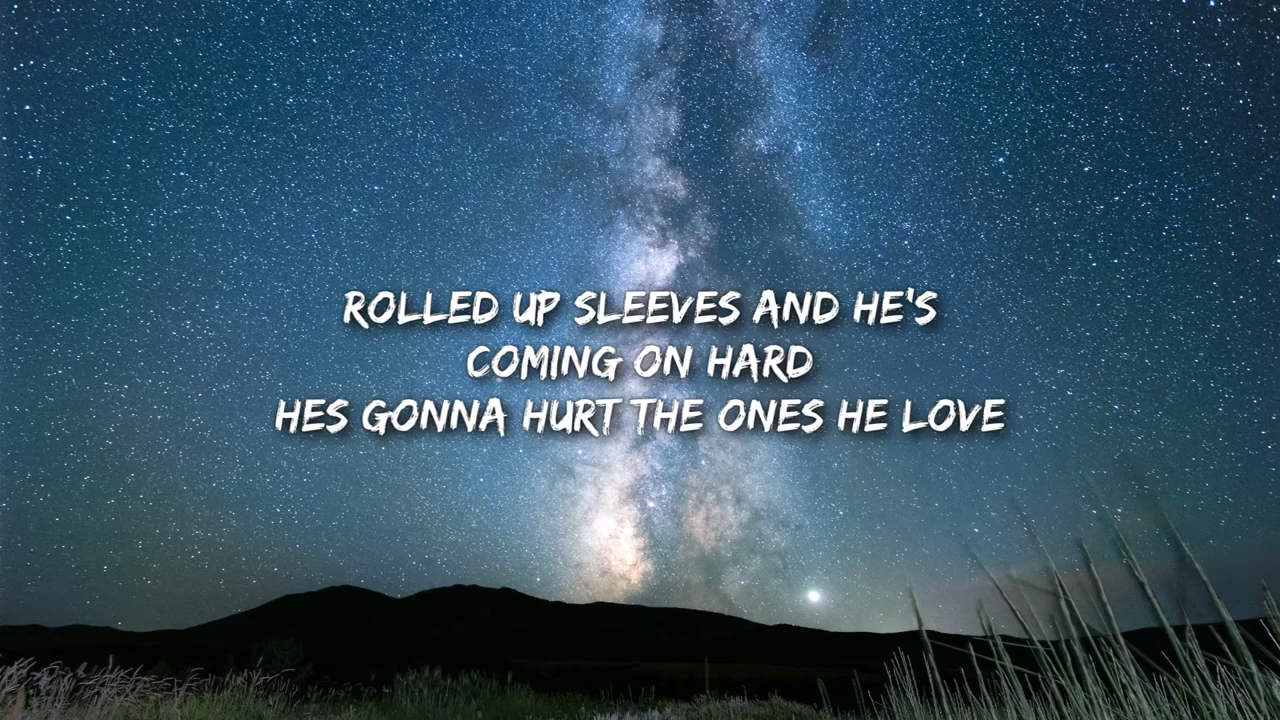 ROLLED UP SLEEVES AND HE'S
COMING ON HARD
HES GONNA HURT THE ONES HE LOVE